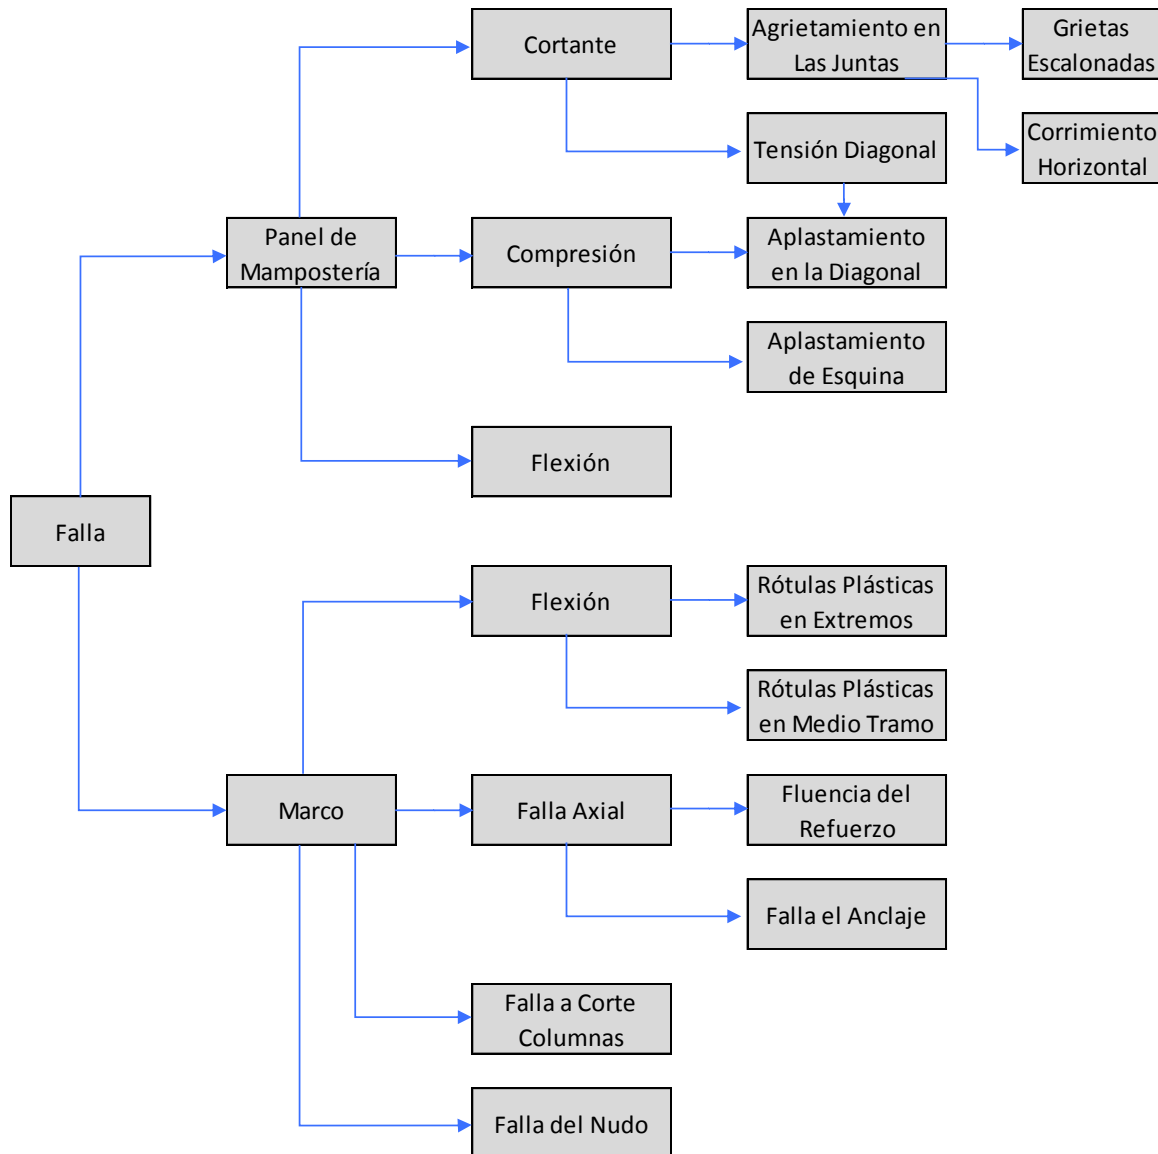 Cortante
Agrietamiento en
Las Juntas
Grietas
Escalonadas
Tensión Diagonal
Corrimiento
Horizontal
Panel de
Mampostería
Compresión
Aplastamiento
en la Diagonal
Aplastamiento
de Esquina
Flexión
Falla
Flexión
Rótulas Plásticas
en Extremos
Rótulas Plásticas
en Medio Tramo
Marco
Falla Axial
Fluencia del
Refuerzo
Falla el Anclaje
Falla a Corte
Columnas
Falla del Nudo